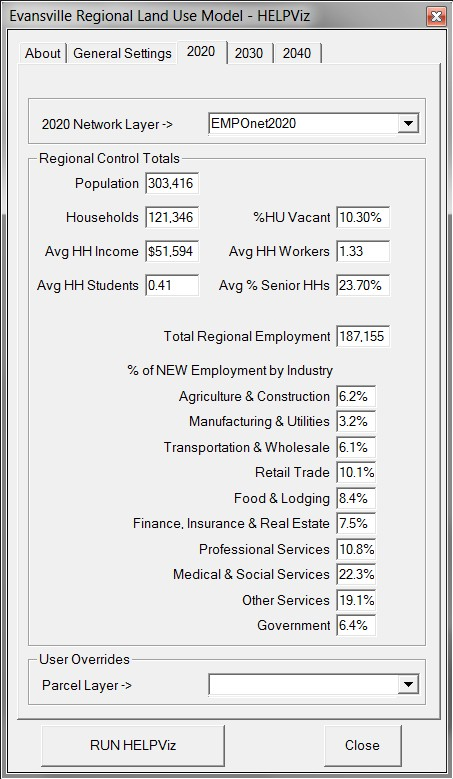 Evansville Regional Land Use Model - HELPViz
About General Settings 2020 2030 2040
2020 Network Layer -> EMPOnet2020
Regional Control Totals
Population 303,416
Households 121,346 %HU Vacant 10.30%
Avg HH Income $51,594 Avg HH Workers 1.33
Avg HH Students 0.41 Avg % Senior HHs 23.70%
Total Regional Employment 187,155
% of NEW Employment by Industry
Agriculture & Construction 6.2%
Manufacturing & Utilities 3.2%
Transportation & Wholesale 6.1%
Retail Trade 10.1%
Food & Lodging 8.4%
Finance, Insurance & Real Estate 7.5%
Professional Services 10.8%
Medical & Social Services 22.3%
Other Services 19.1%
Government 6.4%
User Overrides
Parcel Layer ->
RUN HELPViz Close